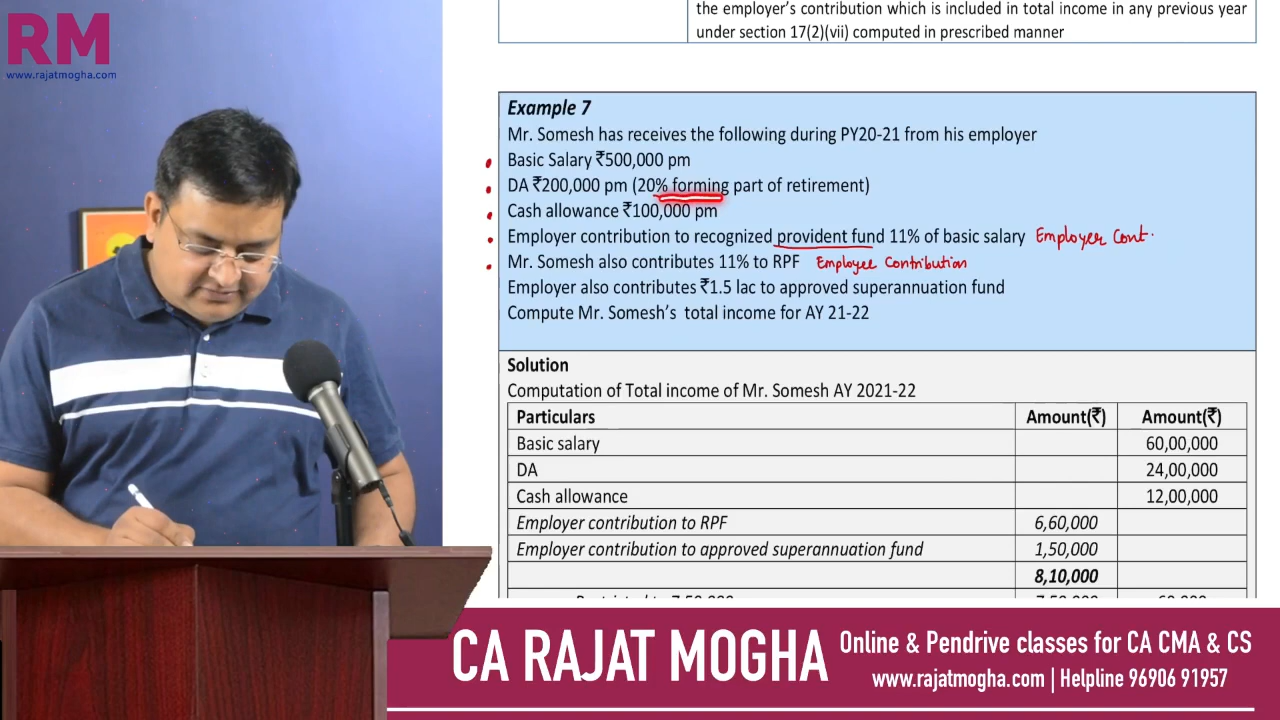 RM
www.rajatmogha.com
the employer's contribution which is included in total income in any previous year
under section 17(2)(vii) computed in prescribed manner
Example 7
Mr. Somesh has receives the following during PY20-21 from his employer
Basic Salary ₹500,000 pm
DA ₹200,000 pm (20% forming part of retirement)
Cash allowance ₹100,000 pm
Employer contribution to recognized provident fund 11% of basic salary Employer Cont.
Mr. Somesh also contributes 11% to RPF Employee Contribution
Employer also contributes ₹1.5 lac to approved superannuation fund
Compute Mr. Somesh's total income for AY 21-22
Solution
Computation of Total income of Mr. Somesh AY 2021-22
Particulars Amount(₹) Amount(₹)
Basic salary 60,00,000
DA 24,00,000
Cash allowance 12,00,000
Employer contribution to RPF 6,60,000
Employer contribution to approved superannuation fund 1,50,000
8,10,000
CA RAJAT MOGHA
Online & Pendrive classes for CA CMA & CS
www.rajatmogha.com | Helpline 96906 91957